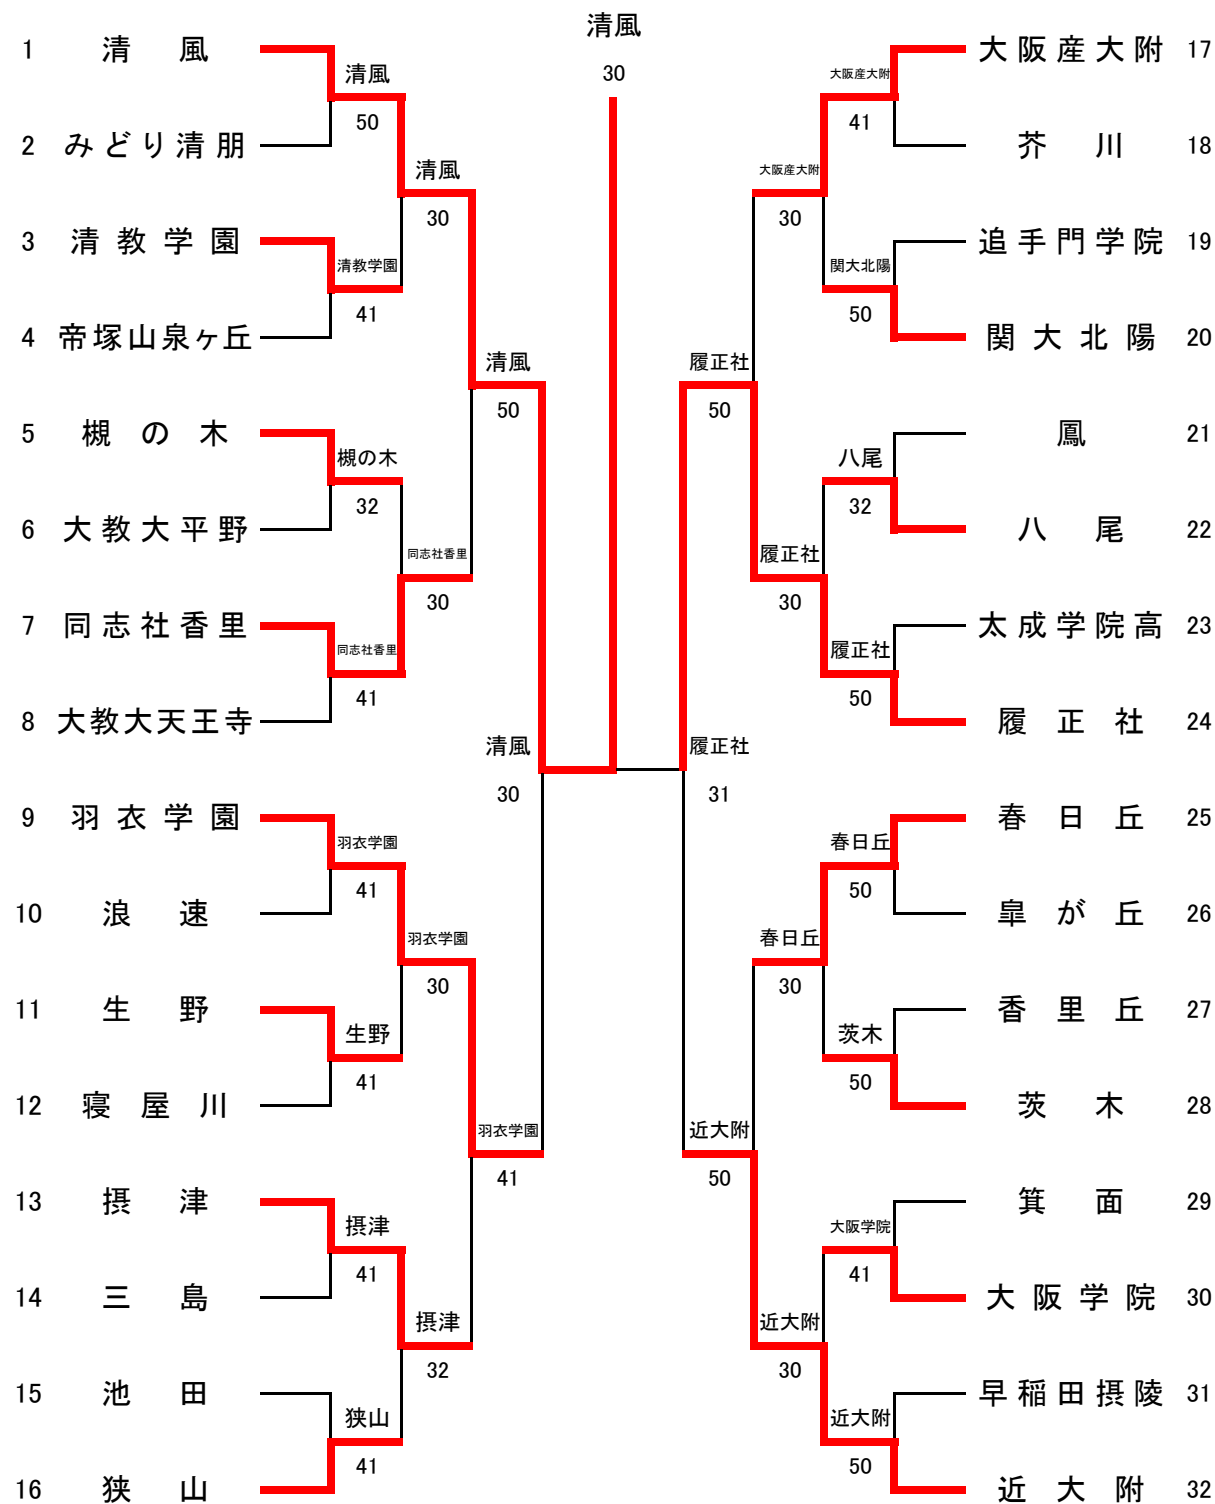 清風
30
1 清風
2 みどり清朋
3 清教学園
4 帝塚山泉ヶ丘
5 槻の木
6 大教大平野
7 同志社香里
8 大教大天王寺
9 羽衣学園
10 浪速
11 生野
12 寝屋川
13 摂津
14 三島
15 池田
16 狭山
清風
50
清教学園
41
槻の木
32
同志社香里
41
羽衣学園
41
生野
41
摂津
41
狭山
41
清風
30
同志社香里
30
羽衣学園
30
摂津
32
清風
50
羽衣学園
41
清風
30
履正社
31
履正社
50
近大附
50
大阪産大附
30
履正社
30
春日丘
30
近大附
30
大阪産大附
41
関大北陽
50
八尾
32
履正社
50
春日丘
50
茨木
50
大阪学院
41
近大附
50
大阪産大附 17
芥川 18
追手門学院 19
関大北陽 20
鳳 21
八尾 22
太成学院高 23
履正社 24
春日丘 25
皐が丘 26
香里丘 27
茨木 28
箕面 29
大阪学院 30
早稲田摂陵 31
近大附 32